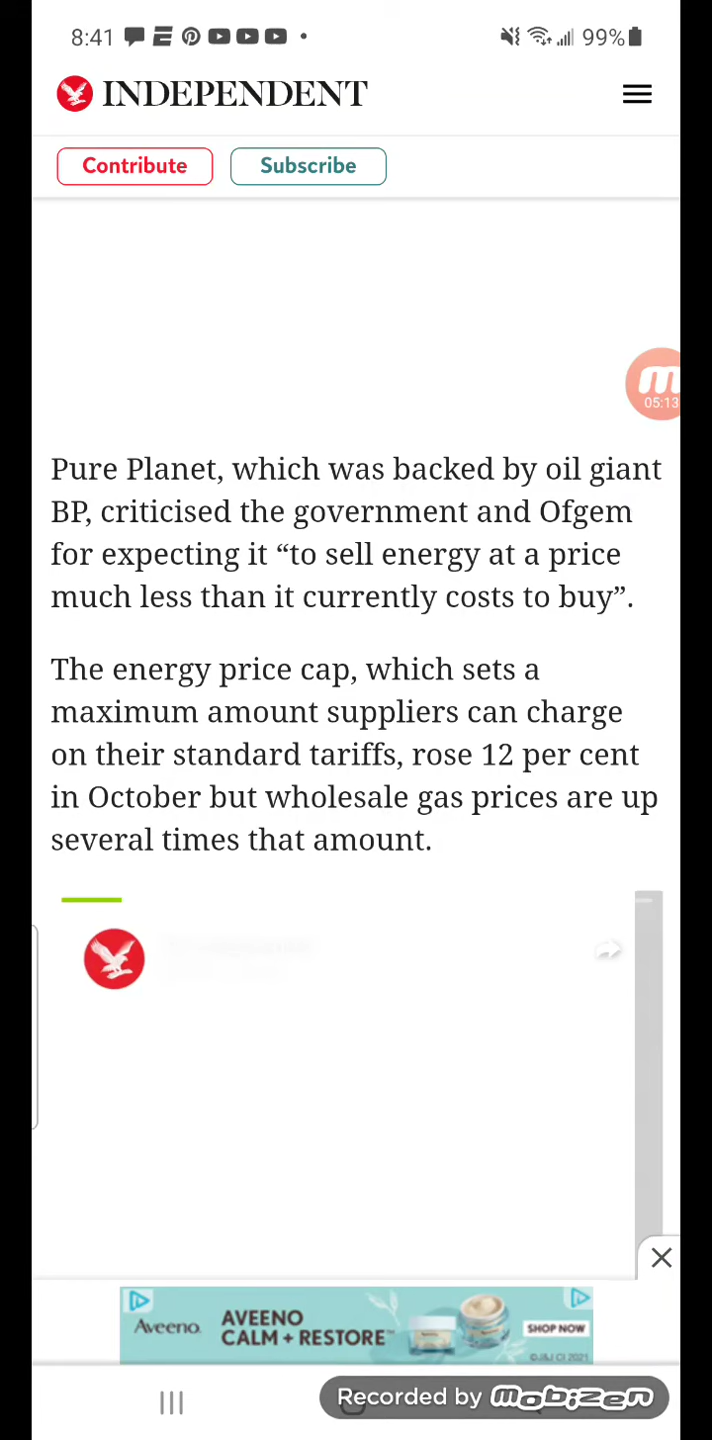 8:41
99%
INDEPENDENT
Contribute
Subscribe
m
05:13
Pure Planet, which was backed by oil giant
BP, criticised the government and Ofgem
for expecting it “to sell energy at a price
much less than it currently costs to buy”.
The energy price cap, which sets a
maximum amount suppliers can charge
on their standard tariffs, rose 12 per cent
in October but wholesale gas prices are up
several times that amount.
Aveeno
AVEENO
CALM + RESTORE™
SHOP NOW
©J&J CI 2021
Recorded by mobizen